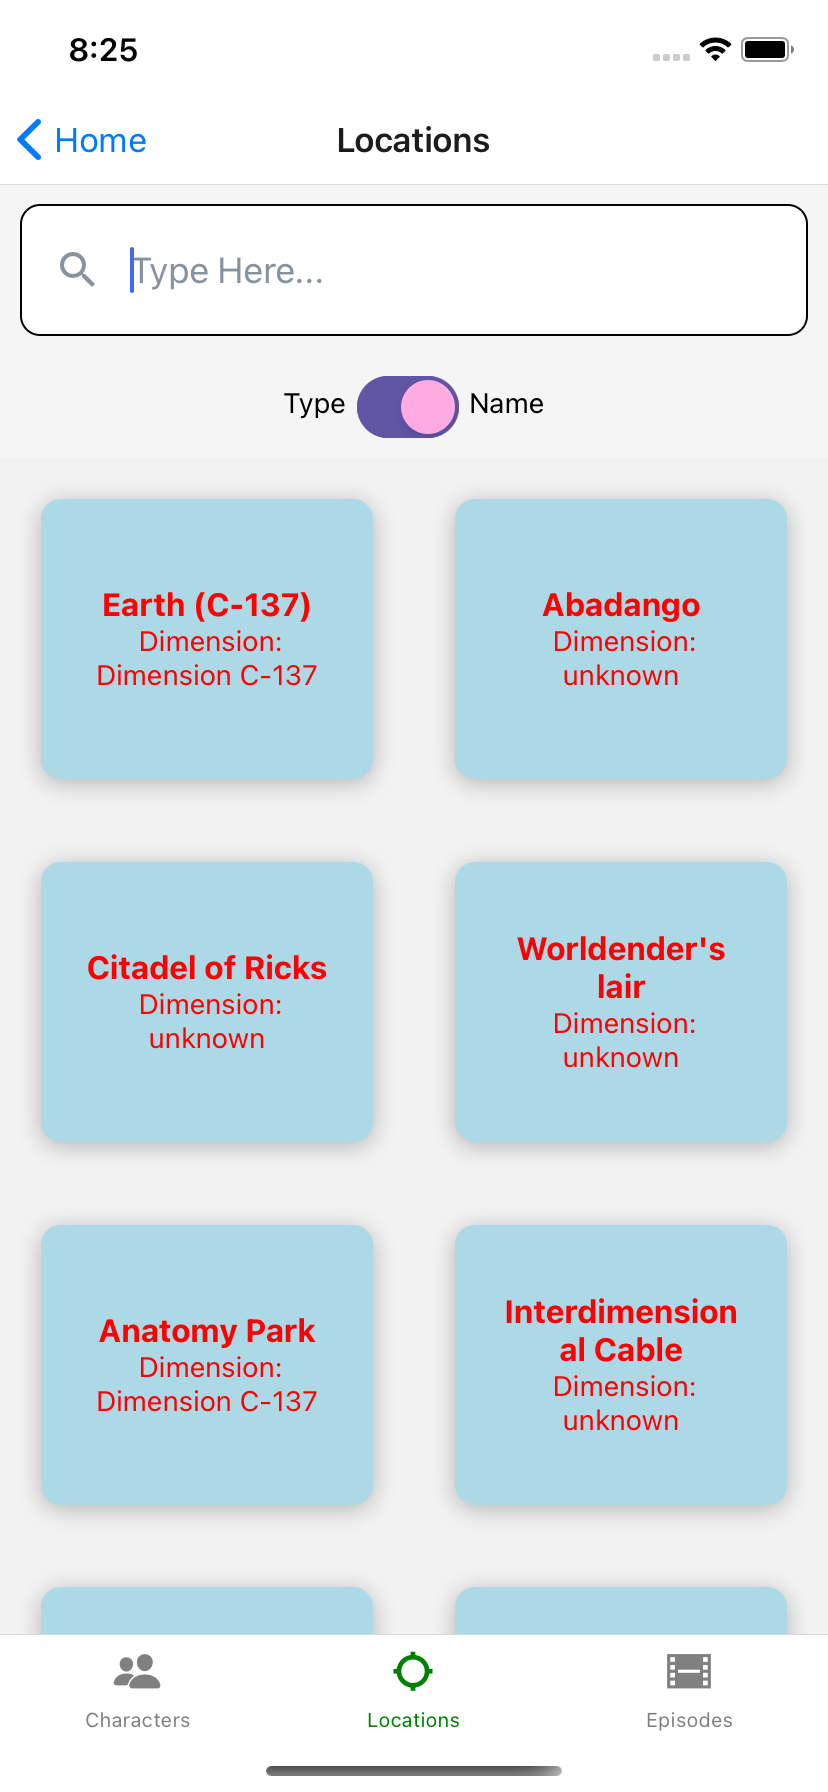 8:25
Home
Locations
Type Here...
Type
Name
Earth (C-137)
Dimension:
Dimension C-137
Abadango
Dimension:
unknown
Citadel of Ricks
Dimension:
unknown
Worldender's
lair
Dimension:
unknown
Anatomy Park
Dimension:
Dimension C-137
Interdimension
al Cable
Dimension:
unknown
Characters
Locations
Episodes